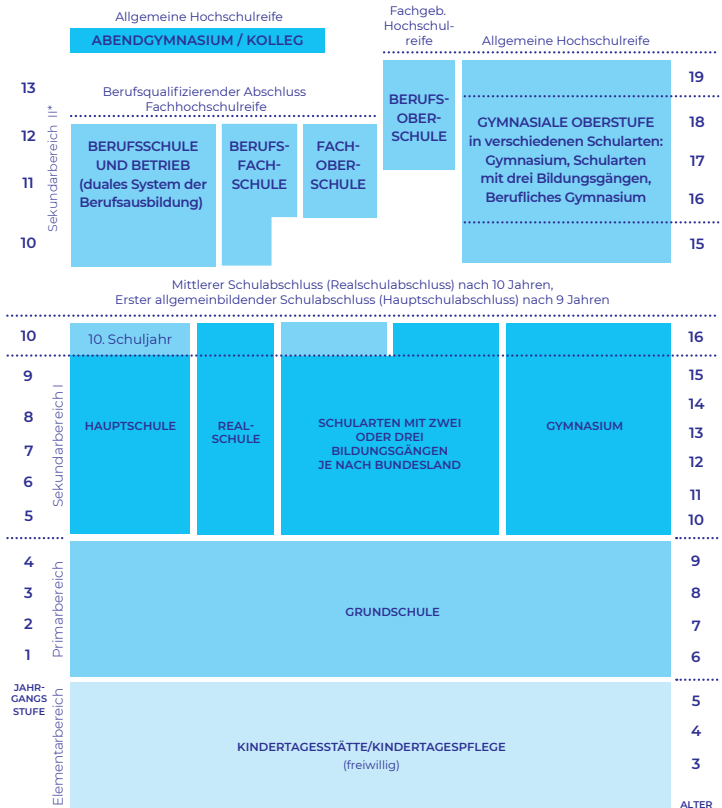 Allgemeine Hochschulreife
ABENDGYMNASIUM / KOLLEG
Fachgeb.
Hochschul-
reife
Allgemeine Hochschulreife
Berufsqualifizierender Abschluss
Fachhochschulreife
13
12
11
10
Sekundarbereich II*
BERUFSSCHULE
UND BETRIEB
(duales System der
Berufsausbildung)
BERUFS-
FACH-
SCHULE
FACH-
OBER-
SCHULE
BERUFS-
OBER-
SCHULE
GYMNASIALE OBERSTUFE
in verschiedenen Schularten:
Gymnasium, Schularten
mit drei Bildungsgängen,
Berufliches Gymnasium
19
18
17
16
15
Mittlerer Schulabschluss (Realschulabschluss) nach 10 Jahren,
Erster allgemeinbildender Schulabschluss (Hauptschulabschluss) nach 9 Jahren
10
9
8
7
6
5
Sekundarbereich I
10. Schuljahr
HAUPTSCHULE
REAL-
SCHULE
SCHULARTEN MIT ZWEI
ODER DREI
BILDUNGSGÄNGEN
JE NACH BUNDESLAND
GYMNASIUM
16
15
14
13
12
11
10
4
3
2
1
Primarbereich
GRUNDSCHULE
9
8
7
6
JAHR-
GANGS
STUFE
Elementarbereich
KINDERTAGESSTÄTTE/KINDERTAGESPFLEGE
(freiwillig)
5
4
3
ALTER